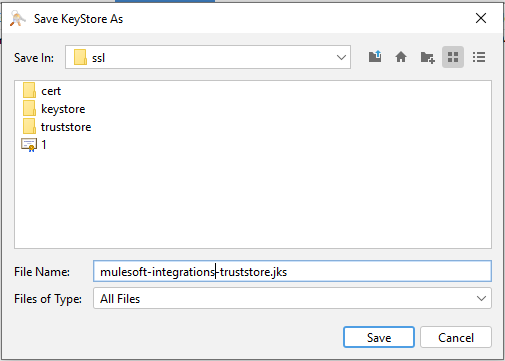 Save KeyStore As
Save In: ssl
cert
keystore
truststore
1
File Name: mulesoft-integrations-truststore.jks
Files of Type: All Files
Save Cancel